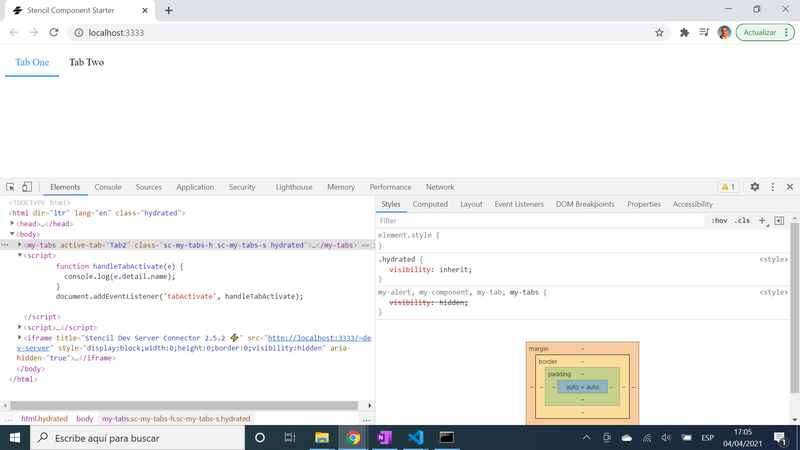 Stencil Component Starter
localhost:3333
Actualizar
Tab One Tab Two
Elements Console Sources Application Security Lighthouse Memory Performance Network 1
<!DOCTYPE html>
<html dir="ltr" lang="en" class="hydrated">
<head>…</head>
<body>
<my-tabs active-tab="Tab2" class="sc-my-tabs-h sc-my-tabs-s hydrated">…</my-tabs> ==
<script>
function handleTabActivate(e) {
console.log(e.detail.name);
}
document.addEventListener('tabActivate', handleTabActivate);
</script>
<script>…</script>
<iframe title="Stencil Dev Server Connector 2.5.2 ⚡" src="http://localhost:3333/~de
v-server" style="display:block;width:0;height:0;border:0;visibility:hidden" aria-
hidden="true">…</iframe>
</body>
</html>
… html.hydrated body my-tabs.sc-my-tabs-h.sc-my-tabs-s.hydrated …
Styles Computed Layout Event Listeners DOM Breakpoints Properties Accessibility
Filter :hov .cls +
element.style {
}
.hydrated { <style>
visibility: inherit;
}
my-alert, my-component, my-tab, my-tabs { <style>
visibility: hidden;
}
margin –
border –
padding –
– – – auto × auto – – –
–
–
–
Escribe aquí para buscar
ESP
17:05
04/04/2021
1